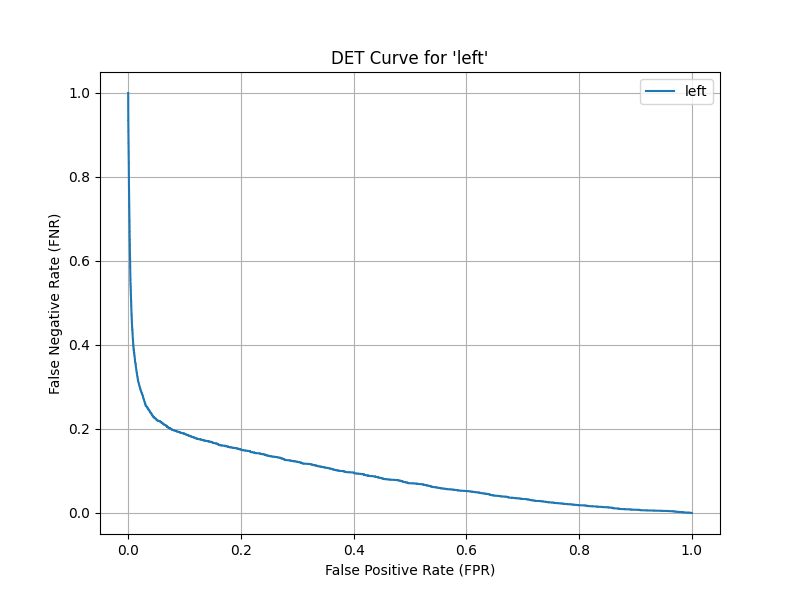 DET Curve for 'left'
left
1.0
0.8
0.6
0.4
0.2
0.0
False Negative Rate (FNR)
0.0 0.2 0.4 0.6 0.8 1.0
False Positive Rate (FPR)